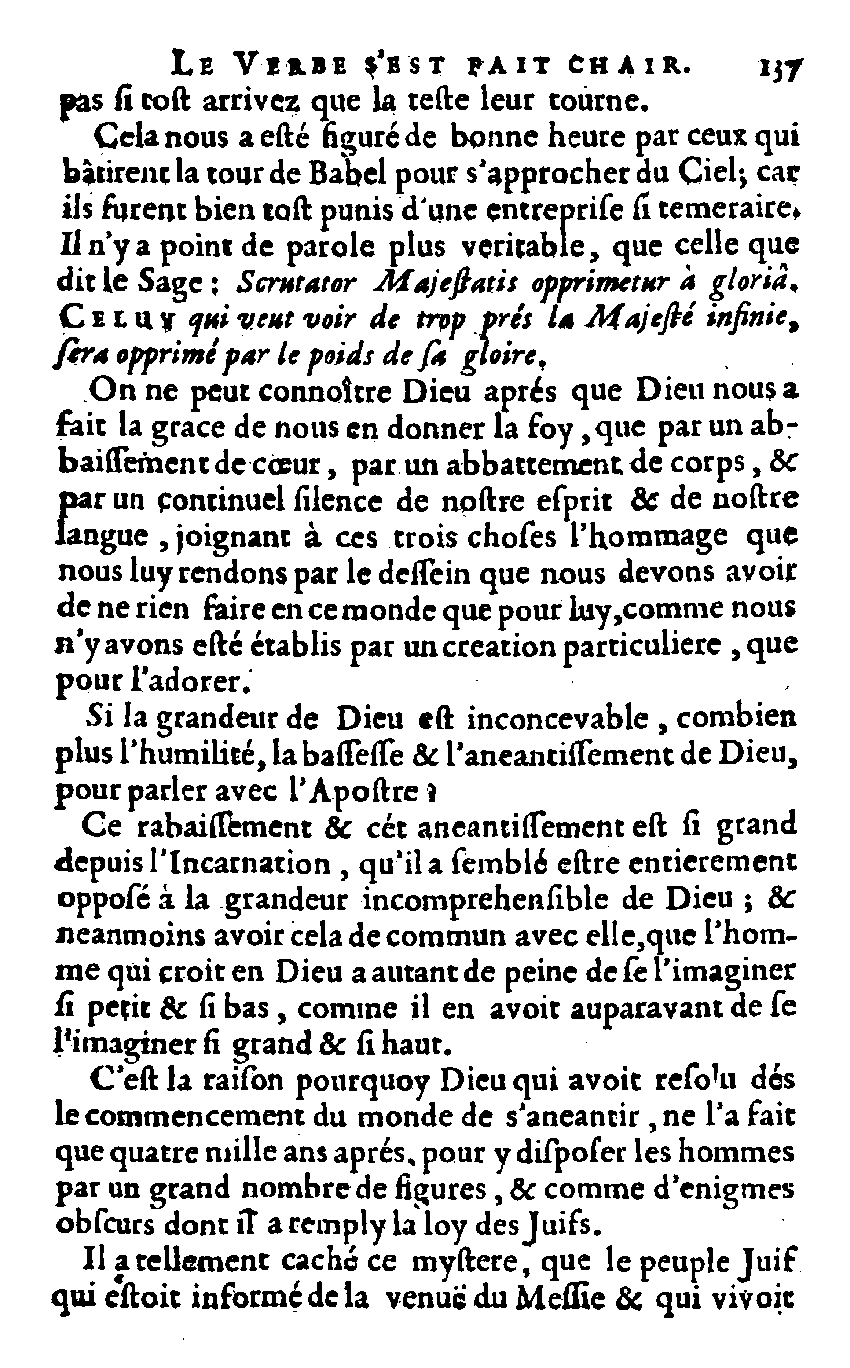 LE VERBE S'EST FAIT CHAIR. 137
pas ſi toſt arrivez que la teſte leur tourne.
Cela nous a eſté figuré de bonne heure par ceux qui
bâtirent la tour de Babel pour s'approcher du Ciel; car
ils furent bien toſt punis d'une entrepriſe ſi temeraire.
Il n'y a point de parole plus veritable, que celle que
dit le Sage: Scrutator Majeſtatis opprimetur à gloriâ.
CELUY qui veut voir de trop prés la Majeſté infinie,
ſera opprimé par le poids de ſa gloire.
On ne peut connoître Dieu aprés que Dieu nous a
fait la grace de nous en donner la foy, que par un ab-
baiſſement de cœur, par un abbattement de corps, &
par un continuel ſilence de noſtre eſprit & de noſtre
langue, joignant à ces trois choſes l'hommage que
nous luy rendons par le deſſein que nous devons avoir
de ne rien faire en ce monde que pour luy, comme nous
n'y avons eſté établis par un creation particuliere, que
pour l'adorer.
Si la grandeur de Dieu eſt inconcevable, combien
plus l'humilité, la baſſeſſe & l'aneantiſſement de Dieu,
pour parler avec l'Apoſtre?
Ce rabaiſſement & cét aneantiſſement eſt ſi grand
depuis l'Incarnation, qu'il a ſemblé eſtre entierement
oppoſé à la grandeur incomprehenſible de Dieu; &
neanmoins avoir cela de commun avec elle, que l'hom-
me qui croit en Dieu a autant de peine de ſe l'imaginer
ſi petit & ſi bas, comme il en avoit auparavant de ſe
l'imaginer ſi grand & ſi haut.
C'eſt la raiſon pourquoy Dieu qui avoit reſolu dés
le commencement du monde de s'aneantir, ne l'a fait
que quatre mille ans aprés, pour y diſpoſer les hommes
par un grand nombre de figures, & comme d'enigmes
obſcurs dont il a remply la loy des Juifs.
Il a tellement caché ce myſtere, que le peuple Juif
qui eſtoit informé de la venuë du Meſſie & qui vivoit